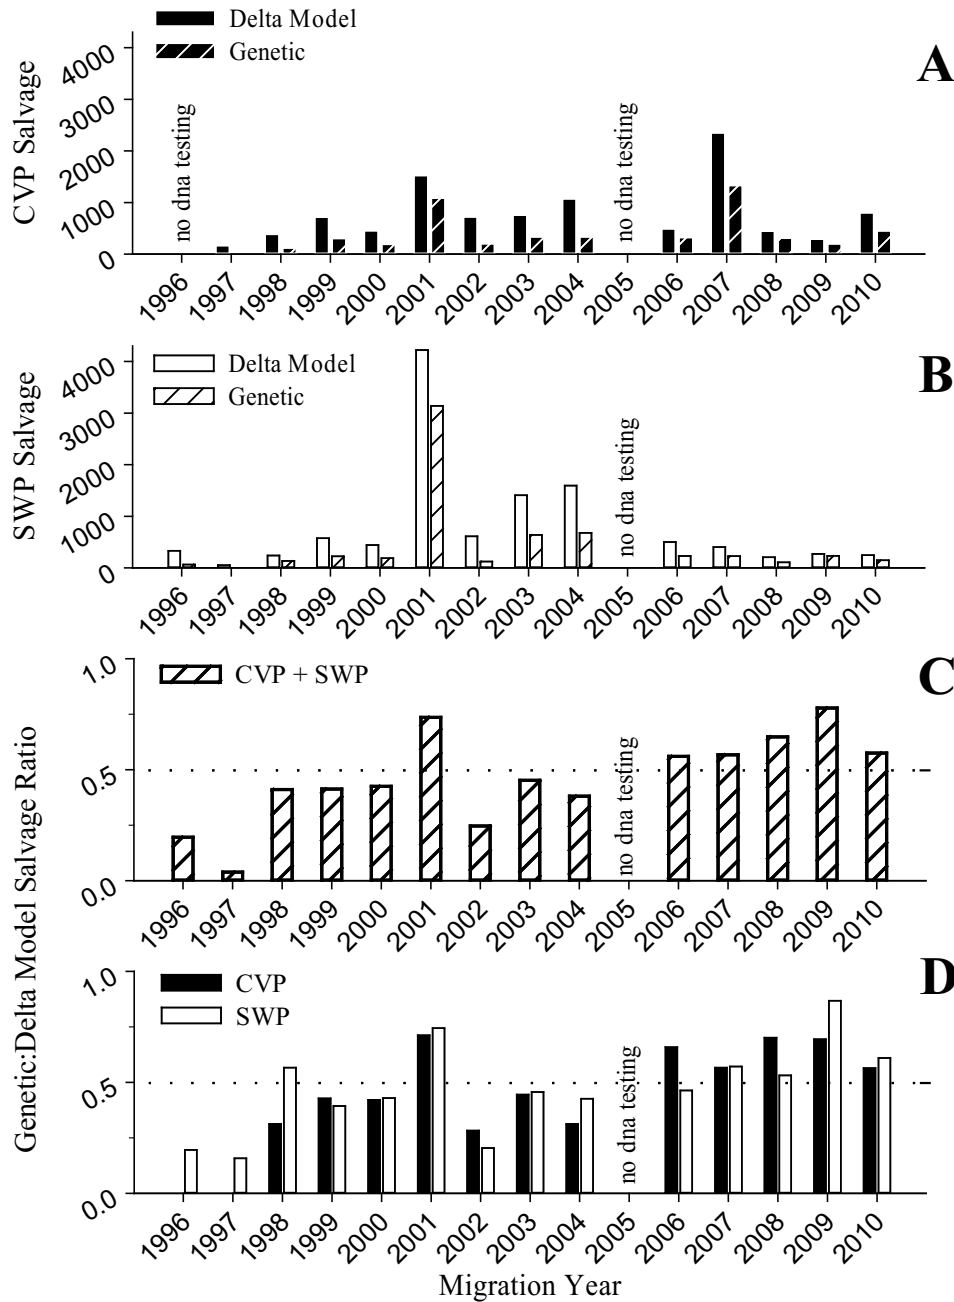 Delta Model
Genetic
A
CVP Salvage
4000
3000
2000
1000
0
no dna testing
no dna testing
1996 1997 1998 1999 2000 2001 2002 2003 2004 2005 2006 2007 2008 2009 2010
Delta Model
Genetic
B
SWP Salvage
4000
3000
2000
1000
0
no dna testing
1996 1997 1998 1999 2000 2001 2002 2003 2004 2005 2006 2007 2008 2009 2010
CVP + SWP
C
Genetic:Delta Model Salvage Ratio
1.0
0.5
0.0
no dna testing
1996 1997 1998 1999 2000 2001 2002 2003 2004 2005 2006 2007 2008 2009 2010
CVP
SWP
D
1.0
0.5
0.0
no dna testing
1996 1997 1998 1999 2000 2001 2002 2003 2004 2005 2006 2007 2008 2009 2010
Migration Year